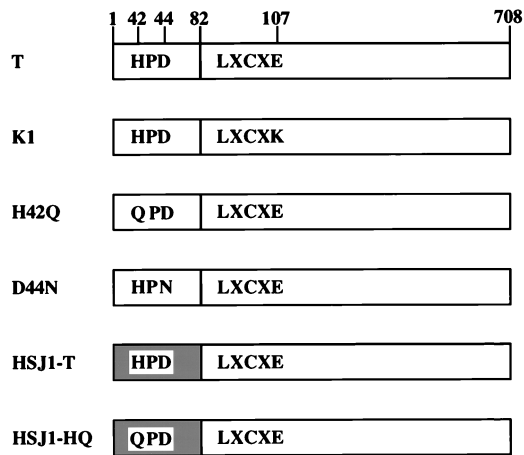 1 42 44 82 107 708
T HPD LXCXE
K1 HPD LXCXK
H42Q QPD LXCXE
D44N HPN LXCXE
HSJ1-T HPD LXCXE
HSJ1-HQ QPD LXCXE